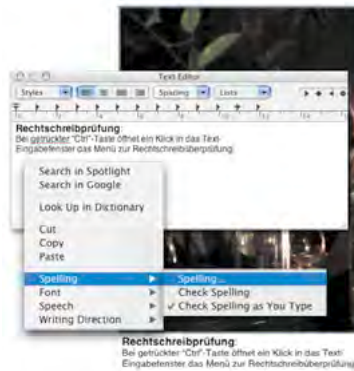 Text Editor
Styles Spacing Lists
Rechtschreibprüfung:
Bei getrückter "Ctrl"-Taste öffnet ein Klick in das Text-
Eingabefenster das Menü zur Rechtschreibüberprüfung.
Search in Spotlight
Search in Google
Look Up in Dictionary
Cut
Copy
Paste
Spelling
Font
Speech
Writing Direction
Spelling...
Check Spelling
✓ Check Spelling as You Type
Rechtschreibprüfung:
Bei getrückter "Ctrl"-Taste öffnet ein Klick in das Text-
Eingabefenster das Menü zur Rechtschreibüberprüfung.